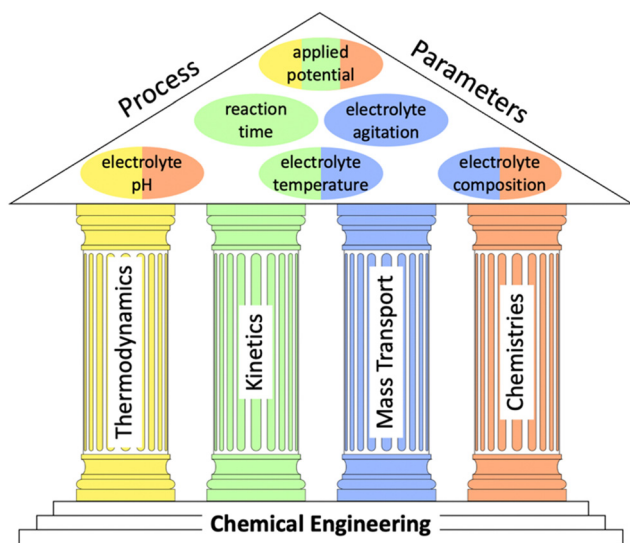 Process
Parameters
applied
potential
reaction
time
electrolyte
agitation
electrolyte
pH
electrolyte
temperature
electrolyte
composition
Thermodynamics
Kinetics
Mass Transport
Chemistries
Chemical Engineering